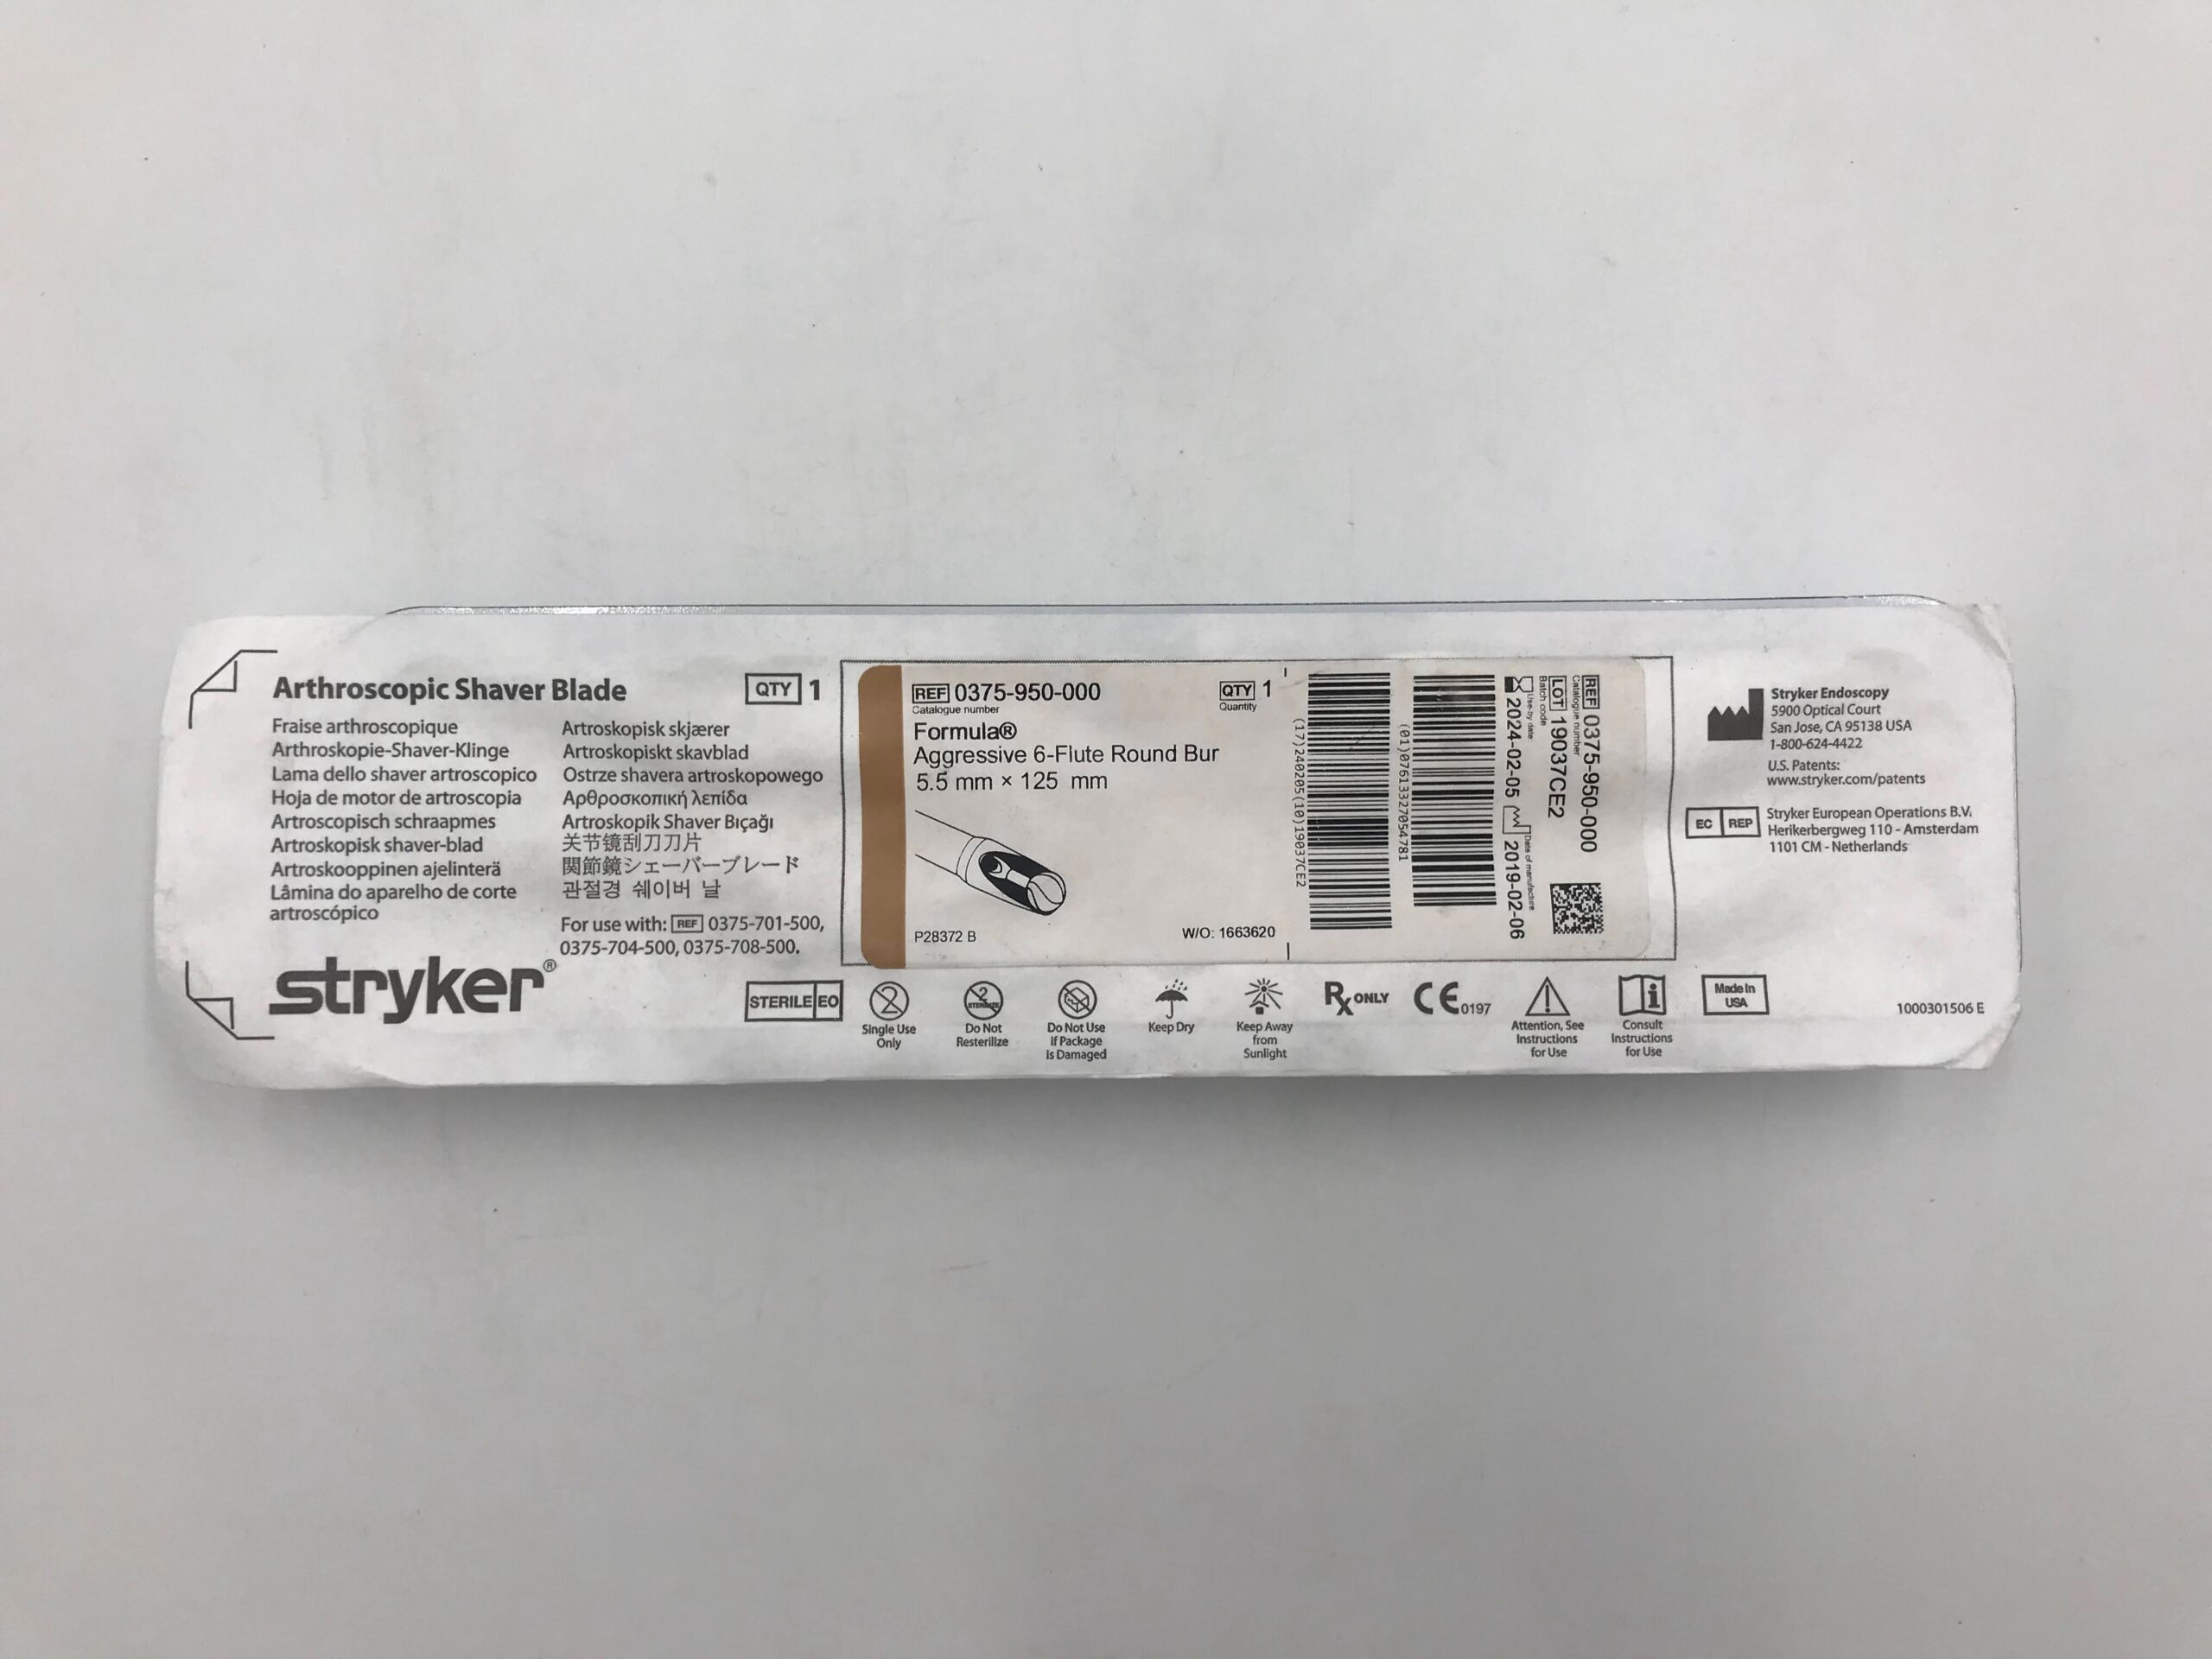 Arthroscopic Shaver Blade
QTY 1
Fraise arthroscopique
Arthroskopie-Shaver-Klinge
Lama dello shaver artroscopico
Hoja de motor de artroscopia
Artroscopisch schraapmes
Artroskopisk shaver-blad
Artroskooppinen ajelinterä
Lâmina do aparelho de corte
artroscópico
Artroskopisk skjærer
Artroskopiskt skavblad
Ostrze shavera artroskopowego
Αρθροσκοπική λεπίδα
Artroskopik Shaver Bıçağı
关节镜刮刀刀片
関節鏡シェーバーブレード
관절경 쉐이버 날
For use with: REF 0375-701-500,
0375-704-500, 0375-708-500.
stryker®
REF 0375-950-000
Catalogue number
QTY 1
Quantity
Formula®
Aggressive 6-Flute Round Bur
5.5 mm × 125 mm
P28372 B
W/O: 1663620
(17)240205(10)19037CE2
(01)07613327054781
REF 0375-950-000
Catalogue number
LOT 19037CE2
Batch code
Use-by date
2024-02-05
Date of manufacture
2019-02-06
Stryker Endoscopy
5900 Optical Court
San Jose, CA 95138 USA
1-800-624-4422
U.S. Patents:
www.stryker.com/patents
EC REP
Stryker European Operations B.V.
Herikerbergweg 110 - Amsterdam
1101 CM - Netherlands
STERILE EO
2
Single Use
Only
2
STERILIZE
Do Not
Resterilize
Do Not Use
If Package
Is Damaged
Keep Dry
Keep Away
from
Sunlight
Rx ONLY
CE 0197
Attention, See
Instructions
for Use
Consult
Instructions
for Use
Made In
USA
1000301506 E